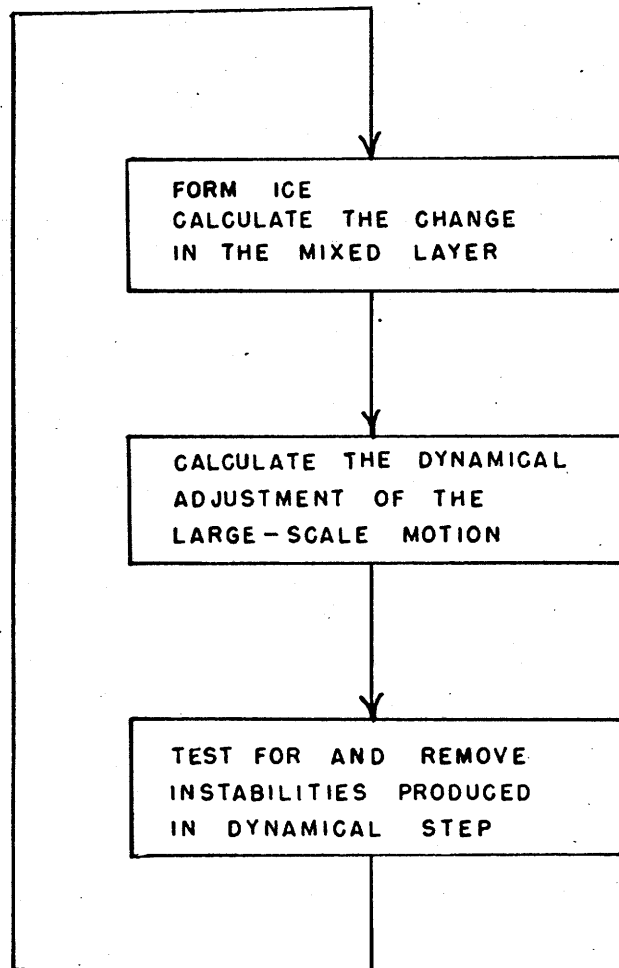 FORM ICE
CALCULATE THE CHANGE
IN THE MIXED LAYER
CALCULATE THE DYNAMICAL
ADJUSTMENT OF THE
LARGE-SCALE MOTION
TEST FOR AND REMOVE
INSTABILITIES PRODUCED
IN DYNAMICAL STEP